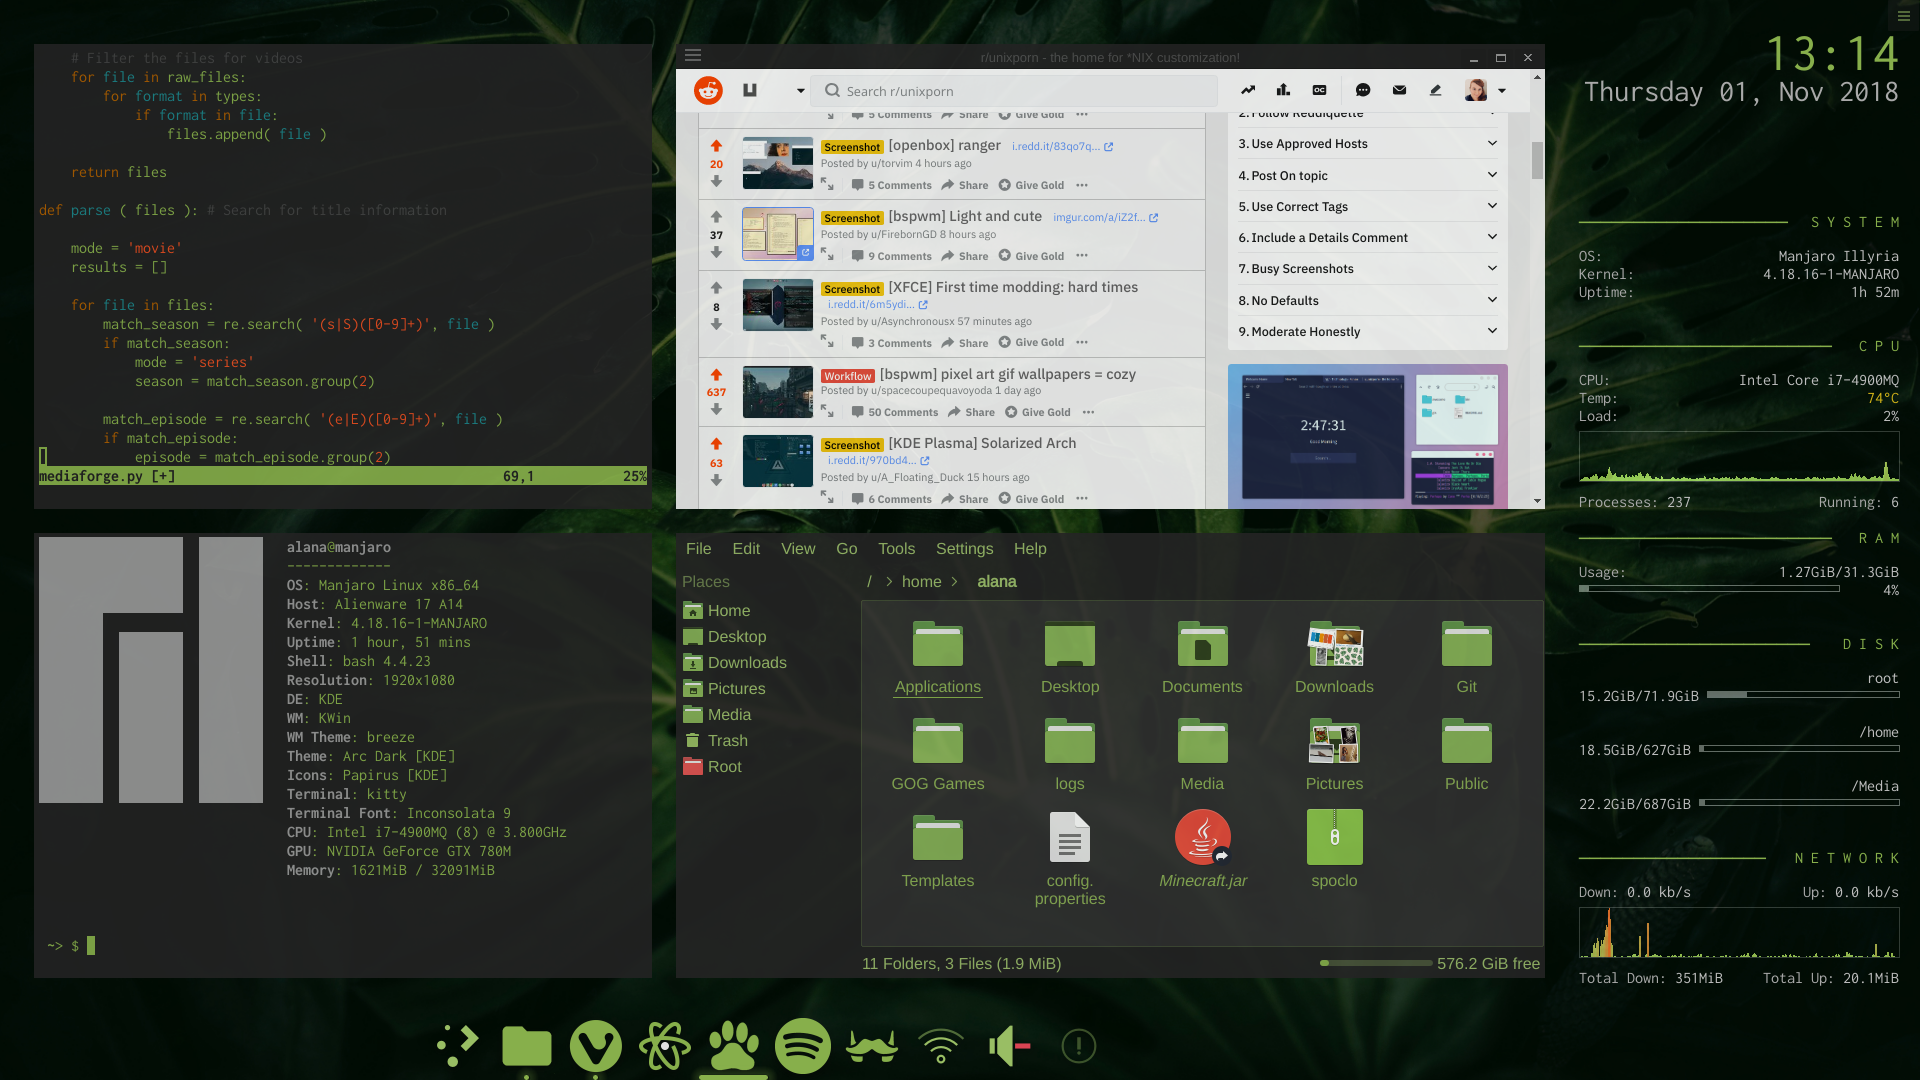 # Filter the files for videos
for file in raw_files:
for format in types:
if format in file:
files.append( file )
return files
def parse ( files ): # Search for title information
mode = 'movie'
results = []
for file in files:
match_season = re.search( '(s|S)([0-9]+)', file )
if match_season:
mode = 'series'
season = match_season.group(2)
match_episode = re.search( '(e|E)([0-9]+)', file )
if match_episode:
episode = match_episode.group(2)
mediaforge.py [+] 69,1 25%
r/unixporn - the home for *NIX customization!
Search r/unixporn
5 Comments Share Give Gold
20
Screenshot [openbox] ranger i.redd.it/83qo7q...
Posted by u/torvim 4 hours ago
5 Comments Share Give Gold
37
Screenshot [bspwm] Light and cute imgur.com/a/iZ2f...
Posted by u/FirebornGD 8 hours ago
9 Comments Share Give Gold
8
Screenshot [XFCE] First time modding: hard times
i.redd.it/6m5ydi...
Posted by u/Asynchronousx 57 minutes ago
3 Comments Share Give Gold
637
Workflow [bspwm] pixel art gif wallpapers = cozy
Posted by u/spacecoupequavoyoda 1 day ago
50 Comments Share Give Gold
63
Screenshot [KDE Plasma] Solarized Arch
i.redd.it/970bd4...
Posted by u/A_Floating_Duck 15 hours ago
6 Comments Share Give Gold
2. Follow Reddiquette
3. Use Approved Hosts
4. Post On topic
5. Use Correct Tags
6. Include a Details Comment
7. Busy Screenshots
8. No Defaults
9. Moderate Honestly
2:47:31
Good Morning
13:14
Thursday 01, Nov 2018
SYSTEM
OS: Manjaro Illyria
Kernel: 4.18.16-1-MANJARO
Uptime: 1h 52m
CPU
CPU: Intel Core i7-4900MQ
Temp: 74°C
Load: 2%
Processes: 237 Running: 6
RAM
Usage: 1.27GiB/31.3GiB
4%
DISK
root
15.2GiB/71.9GiB
/home
18.5GiB/627GiB
/Media
22.2GiB/687GiB
NETWORK
Down: 0.0 kb/s Up: 0.0 kb/s
Total Down: 351MiB Total Up: 20.1MiB
alana@manjaro
-------------
OS: Manjaro Linux x86_64
Host: Alienware 17 A14
Kernel: 4.18.16-1-MANJARO
Uptime: 1 hour, 51 mins
Shell: bash 4.4.23
Resolution: 1920x1080
DE: KDE
WM: KWin
WM Theme: breeze
Theme: Arc Dark [KDE]
Icons: Papirus [KDE]
Terminal: kitty
Terminal Font: Inconsolata 9
CPU: Intel i7-4900MQ (8) @ 3.800GHz
GPU: NVIDIA GeForce GTX 780M
Memory: 1621MiB / 32091MiB
~> $
File Edit View Go Tools Settings Help
Places
Home
Desktop
Downloads
Pictures
Media
Trash
Root
/ > home > alana
Applications Desktop Documents Downloads Git
GOG Games logs Media Pictures Public
Templates config. Minecraft.jar spoclo
properties
11 Folders, 3 Files (1.9 MiB) 576.2 GiB free